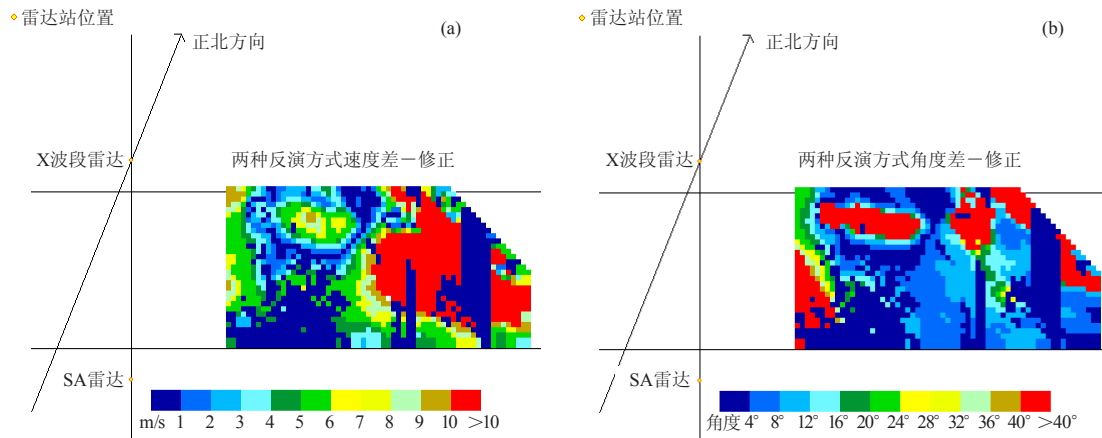 雷达站位置
(a)
正北方向
X波段雷达
两种反演方式速度差－修正
SA雷达
m/s 1 2 3 4 5 6 7 8 9 10 >10
雷达站位置
(b)
正北方向
X波段雷达
两种反演方式角度差－修正
SA雷达
角度 4° 8° 12° 16° 20° 24° 28° 32° 36° 40° >40°